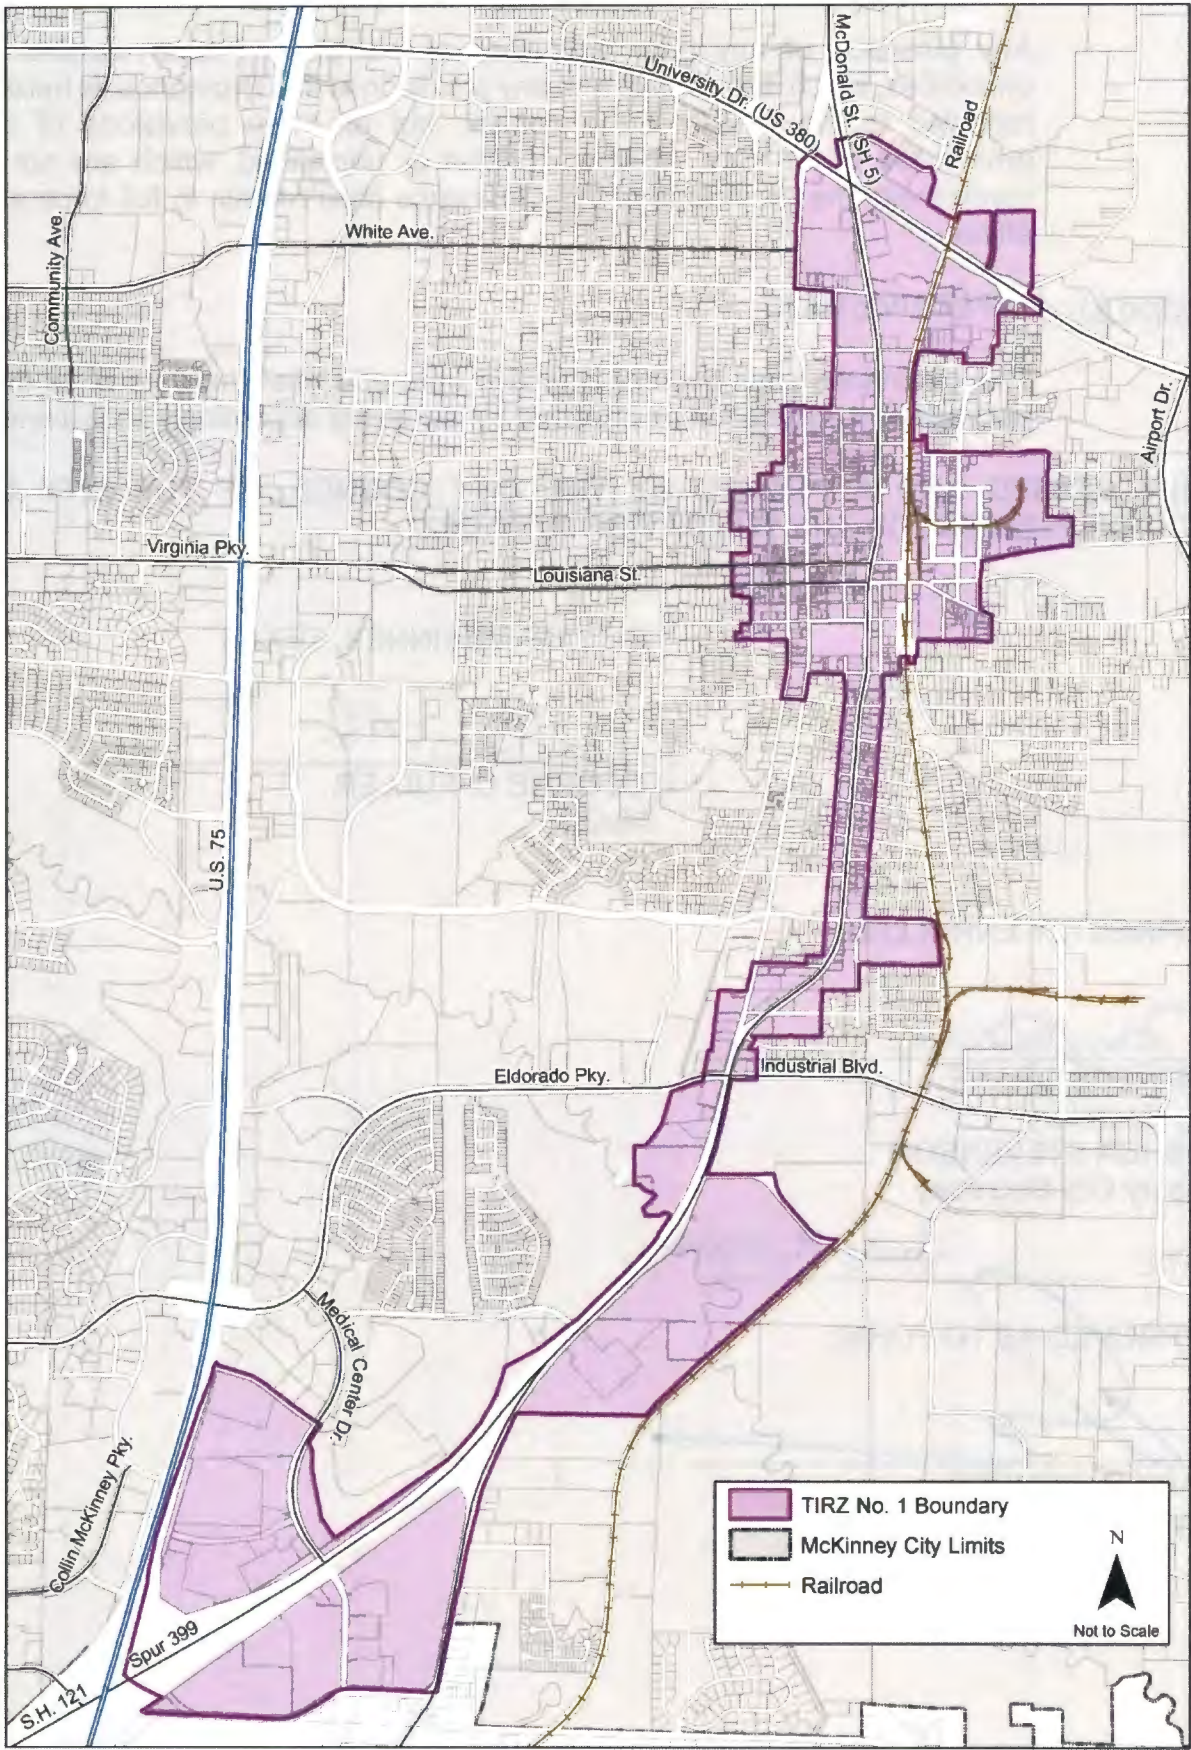 McDonald St. (SH 5)
University Dr. (US 380)
Railroad
Community Ave.
White Ave.
Airport Dr.
Virginia Pky.
Louisiana St.
U.S. 75
Eldorado Pky.
Industrial Blvd.
Medical Center Dr.
Collin McKinney Pky.
Spur 399
S.H. 121
TIRZ No. 1 Boundary
McKinney City Limits
Railroad
N
Not to Scale